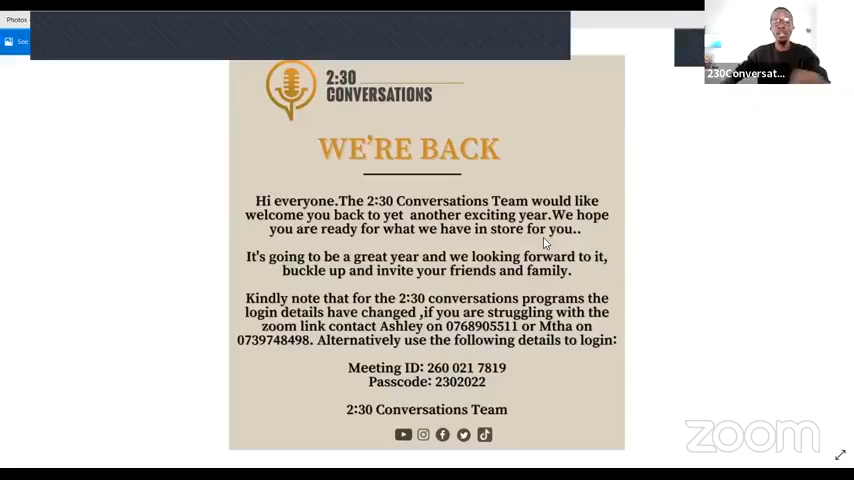 Photos
See
230Conversat...
2:30
CONVERSATIONS
WE'RE BACK
Hi everyone.The 2:30 Conversations Team would like
welcome you back to yet another exciting year.We hope
you are ready for what we have in store for you..
It's going to be a great year and we looking forward to it,
buckle up and invite your friends and family.
Kindly note that for the 2:30 conversations programs the
login details have changed ,if you are struggling with the
zoom link contact Ashley on 0768905511 or Mtha on
0739748498. Alternatively use the following details to login:
Meeting ID: 260 021 7819
Passcode: 2302022
2:30 Conversations Team
zoom